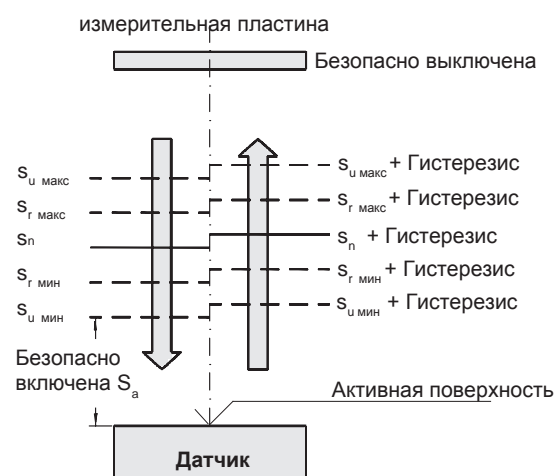 измерительная пластина
Безопасно выключена
s_u макс
s_r макс
sn
s_r мин
s_u мин
s_u макс + Гистерезис
s_r макс + Гистерезис
s_n + Гистерезис
s_r мин + Гистерезис
s_u мин + Гистерезис
Безопасно
включена S_a
Активная поверхность
Датчик